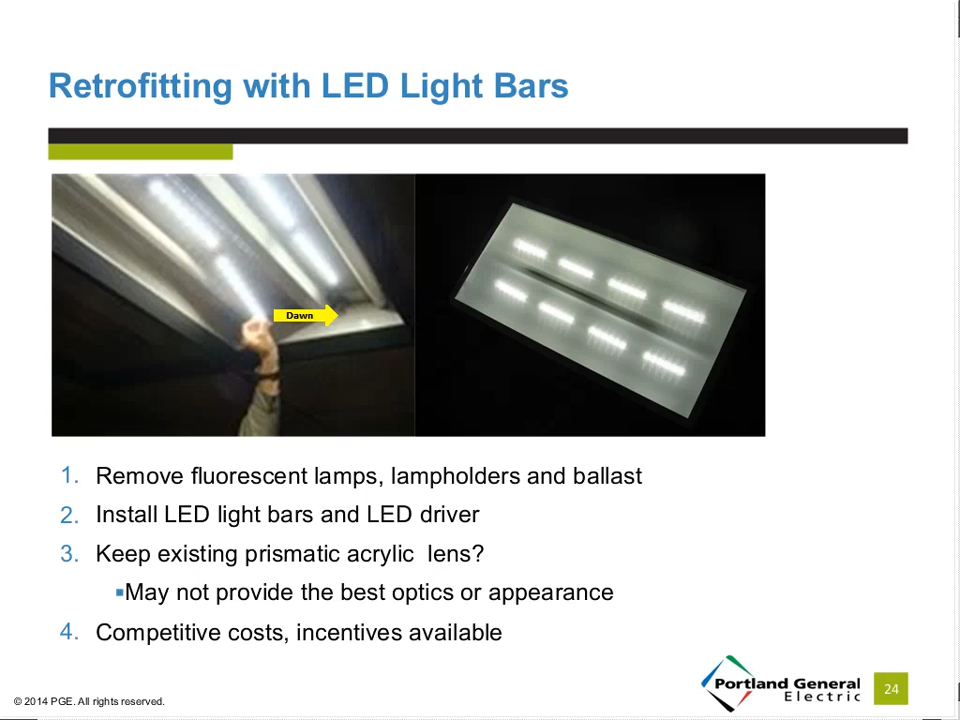 Retrofitting with LED Light Bars
Dawn
1. Remove fluorescent lamps, lampholders and ballast
2. Install LED light bars and LED driver
3. Keep existing prismatic acrylic lens?
▪May not provide the best optics or appearance
4. Competitive costs, incentives available
Portland General
Electric
24
© 2014 PGE. All rights reserved.